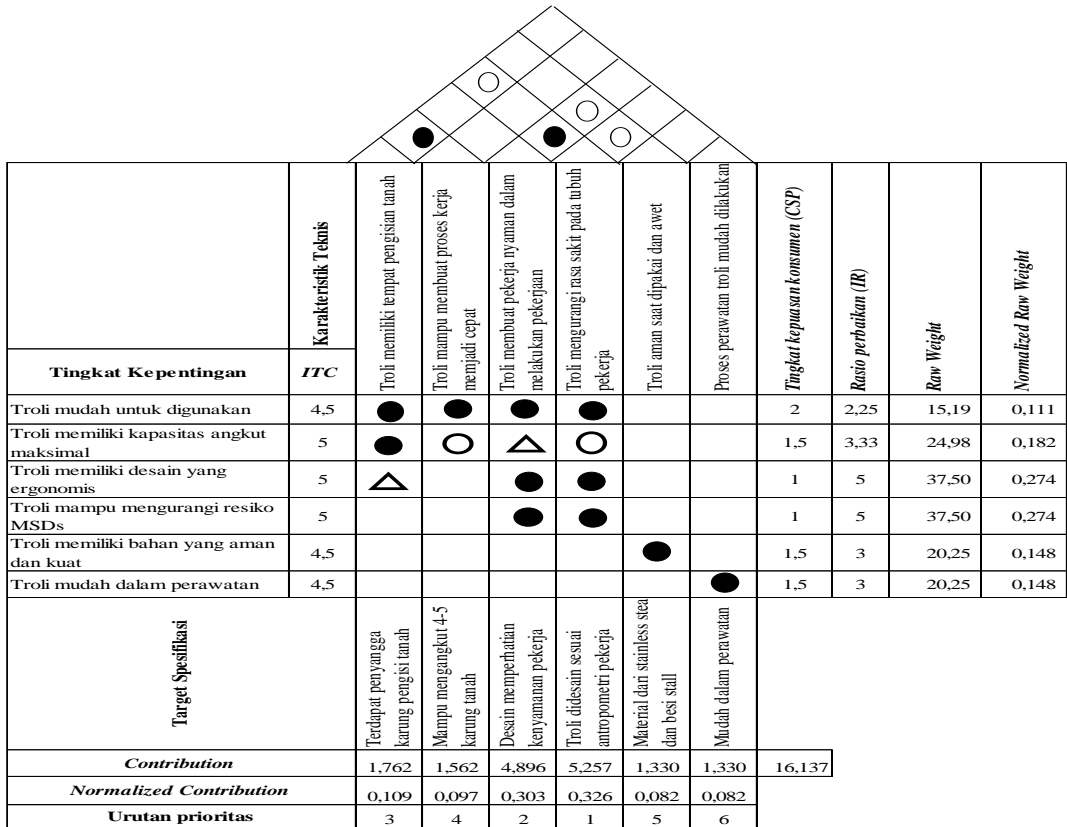 Karakteristik Teknis
Troli memiliki tempat pengisian tanah
Troli mampu membuat proses kerja
memjadi cepat
Troli membuat pekerja nyaman dalam
melakukan pekerjaan
Troli mengurangi rasa sakit pada tubuh
pekerja
Troli aman saat dipakai dan awet
Proses perawatan troli mudah dilakukan
Tingkat kepuasan konsumen (CSP)
Rasio perbaikan (IR)
Raw Weight
Normalized Raw Weight
Tingkat Kepentingan ITC
Troli mudah untuk digunakan 4,5 2 2,25 15,19 0,111
Troli memiliki kapasitas angkut
maksimal 5 1,5 3,33 24,98 0,182
Troli memiliki desain yang
ergonomis 5 1 5 37,50 0,274
Troli mampu mengurangi resiko
MSDs 5 1 5 37,50 0,274
Troli memiliki bahan yang aman
dan kuat 4,5 1,5 3 20,25 0,148
Troli mudah dalam perawatan 4,5 1,5 3 20,25 0,148
Target Spesifikasi
Terdapat penyangga
karung pengisi tanah
Mampu mengangkut 4-5
karung tanah
Desain memperhatian
kenyamanan pekerja
Troli didesain sesuai
antropometri pekerja
Material dari stainless stea
dan besi stall
Mudah dalam perawatan
Contribution 1,762 1,562 4,896 5,257 1,330 1,330 16,137
Normalized Contribution 0,109 0,097 0,303 0,326 0,082 0,082
Urutan prioritas 3 4 2 1 5 6